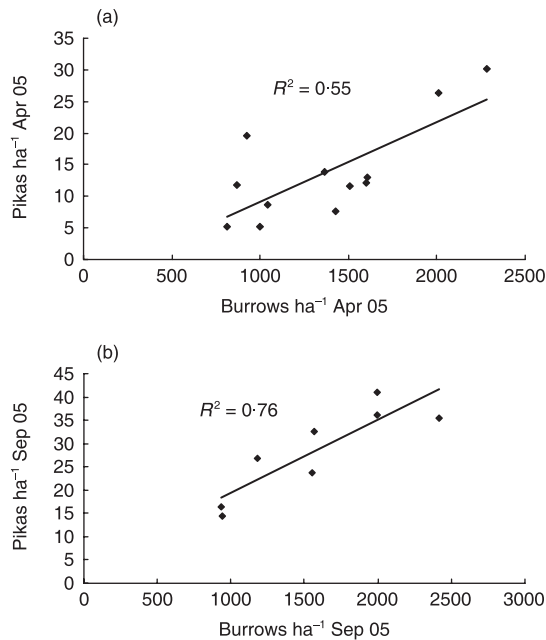 (a)
35
30
25
20
15
10
5
0
Pikas ha⁻¹ Apr 05
R² = 0·55
0 500 1000 1500 2000 2500
Burrows ha⁻¹ Apr 05
(b)
45
40
35
30
25
20
15
10
5
0
Pikas ha⁻¹ Sep 05
R² = 0·76
0 500 1000 1500 2000 2500 3000
Burrows ha⁻¹ Sep 05